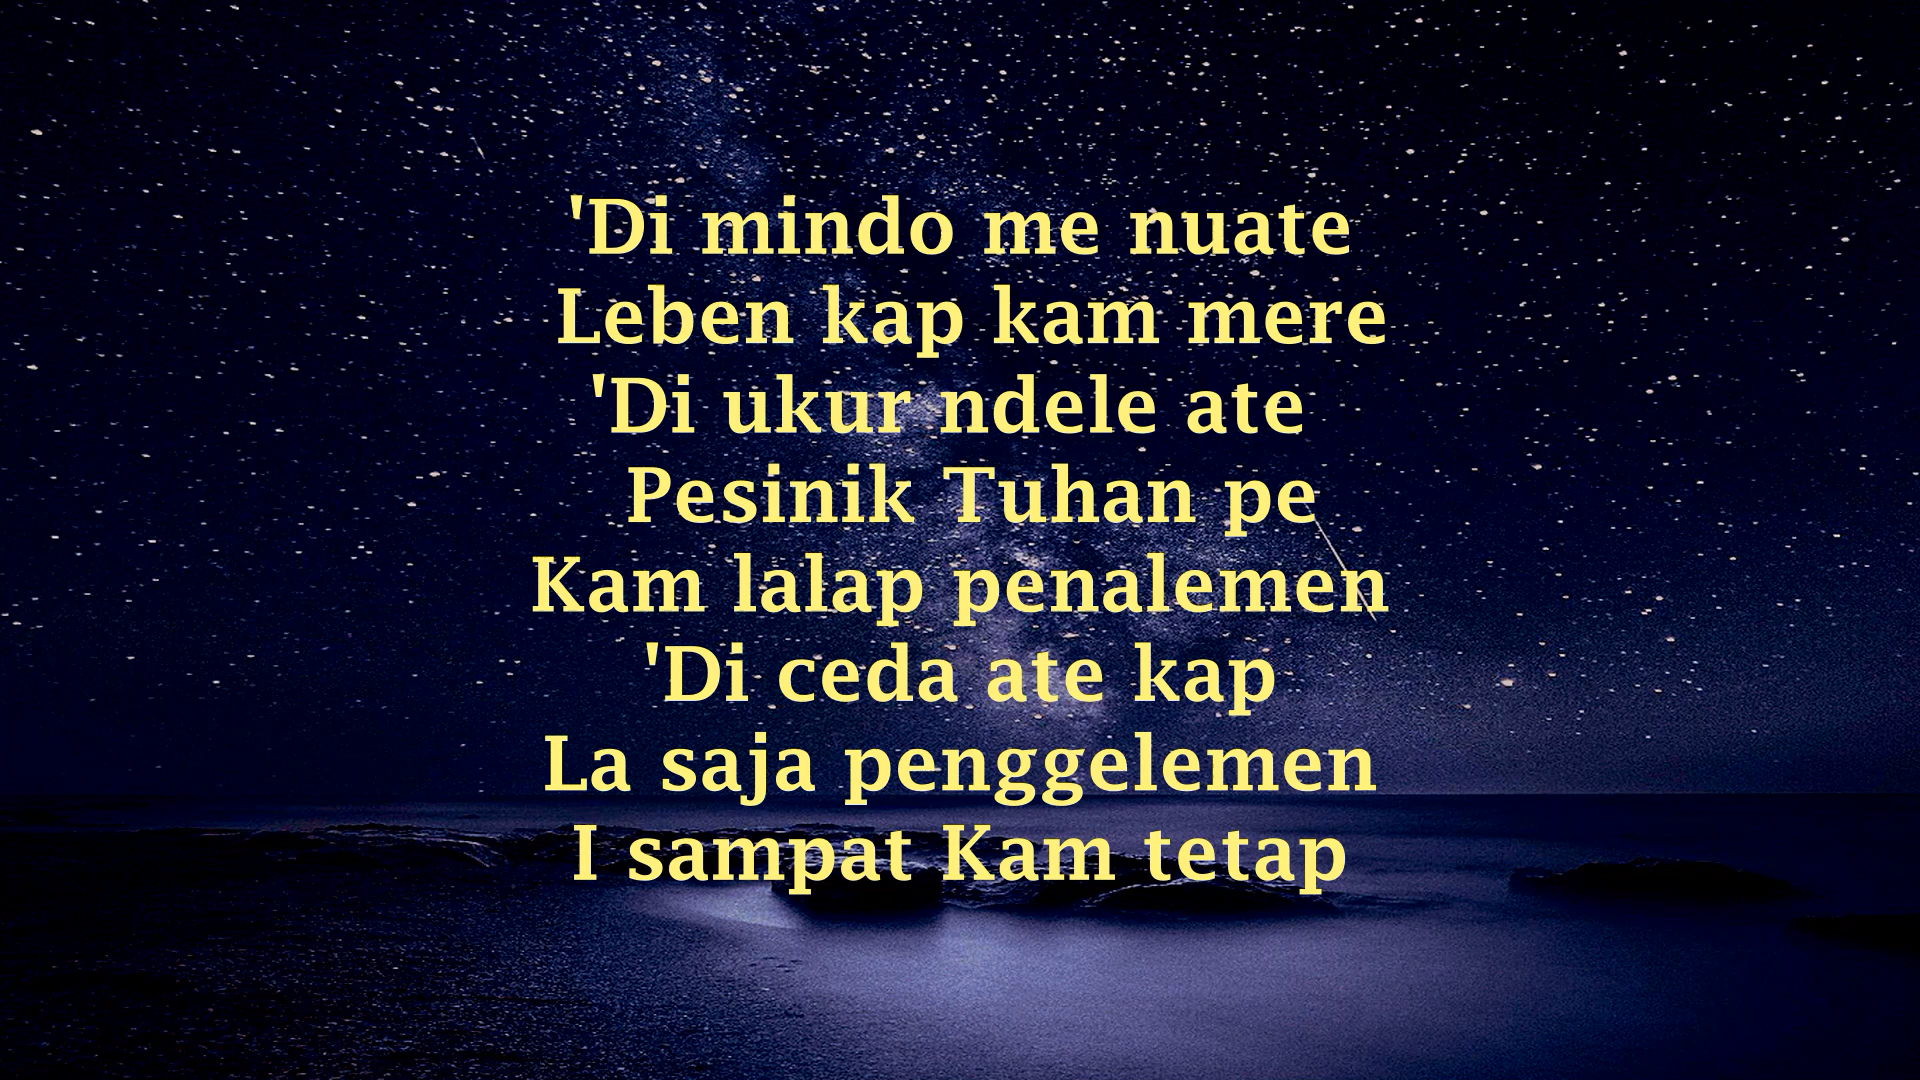 'Di mindo me nuate
Leben kap kam mere
'Di ukur ndele ate
Pesinik Tuhan pe
Kam lalap penalemen
'Di ceda ate kap
La saja penggelemen
I sampat Kam tetap